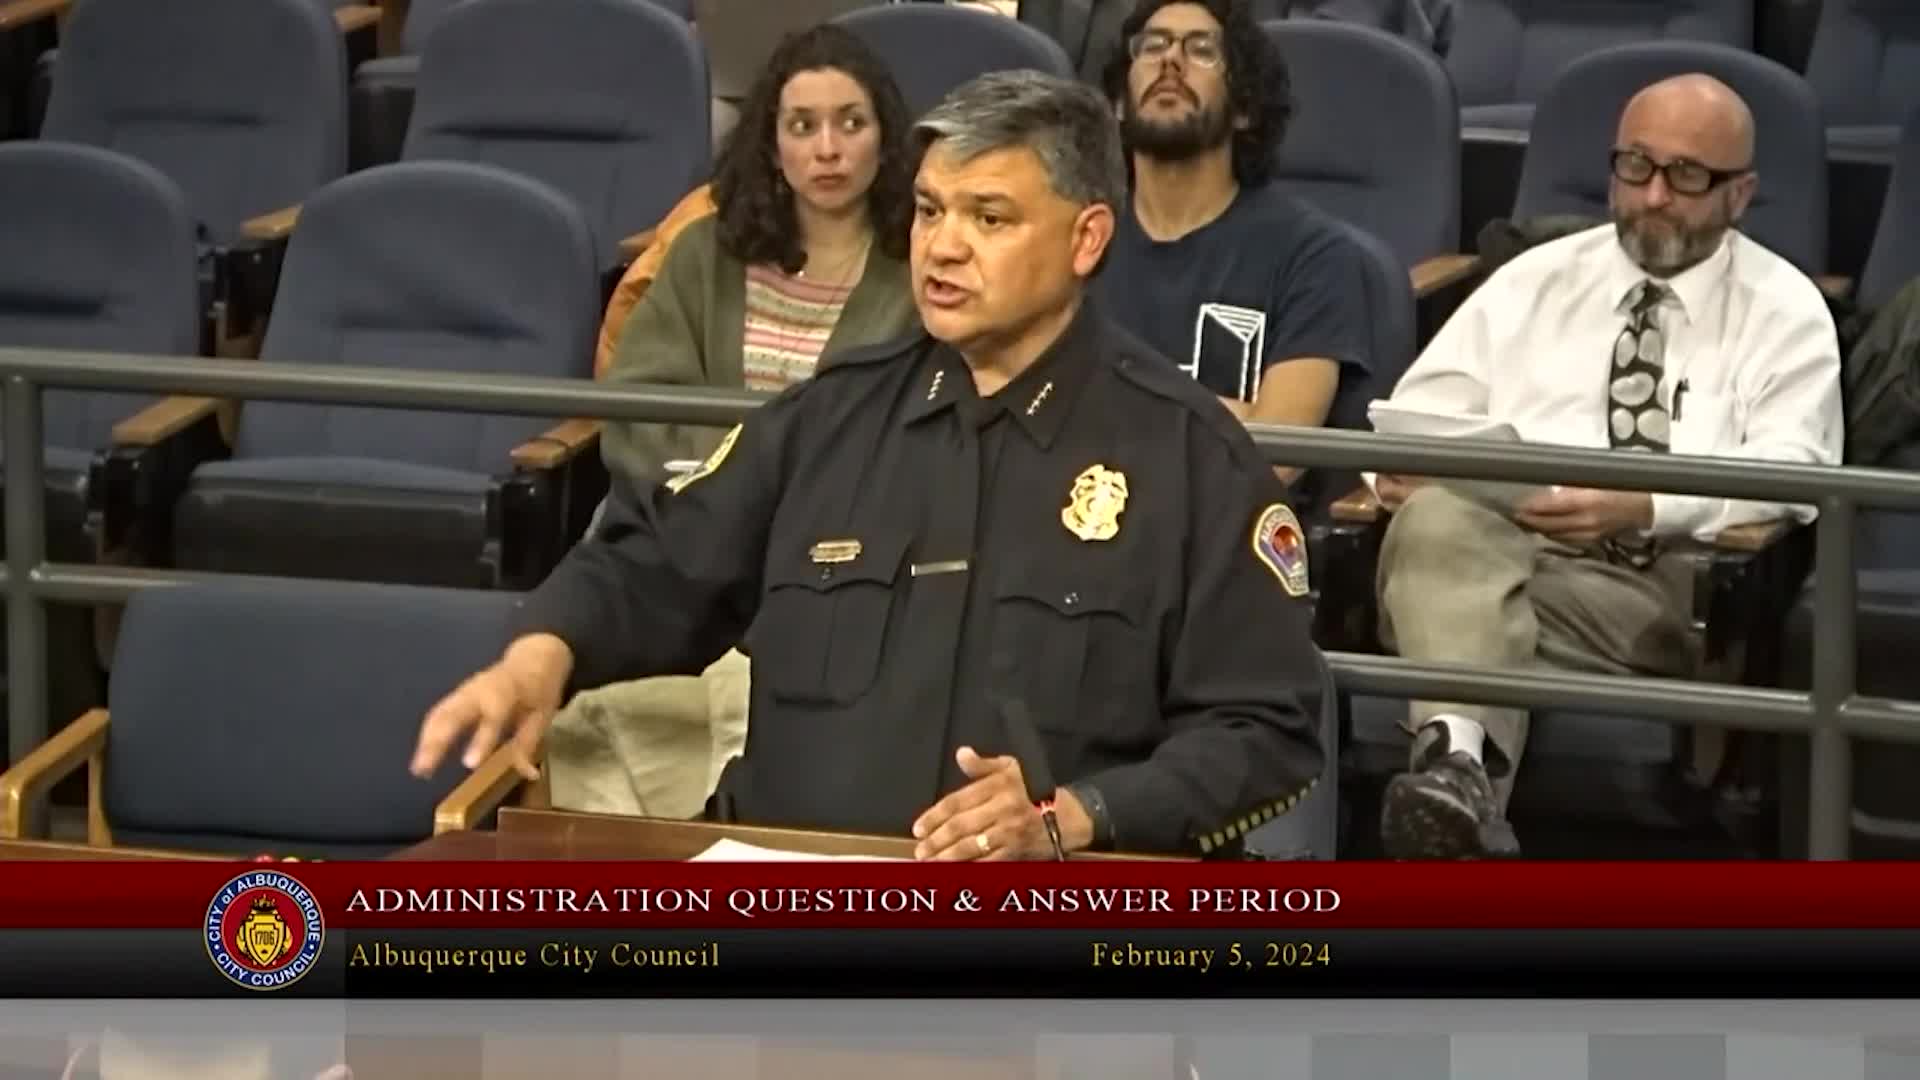 ADMINISTRATION QUESTION & ANSWER PERIOD
CITY of ALBUQUERQUE
1706
CITY COUNCIL
Albuquerque City Council
February 5, 2024